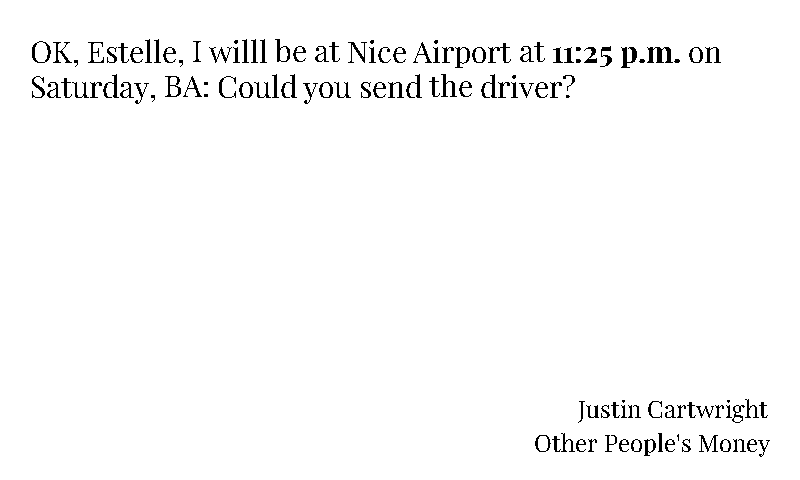 OK, Estelle, I willl be at Nice Airport at 11:25 p.m. on
Saturday, BA: Could you send the driver?
Justin Cartwright
Other People's Money